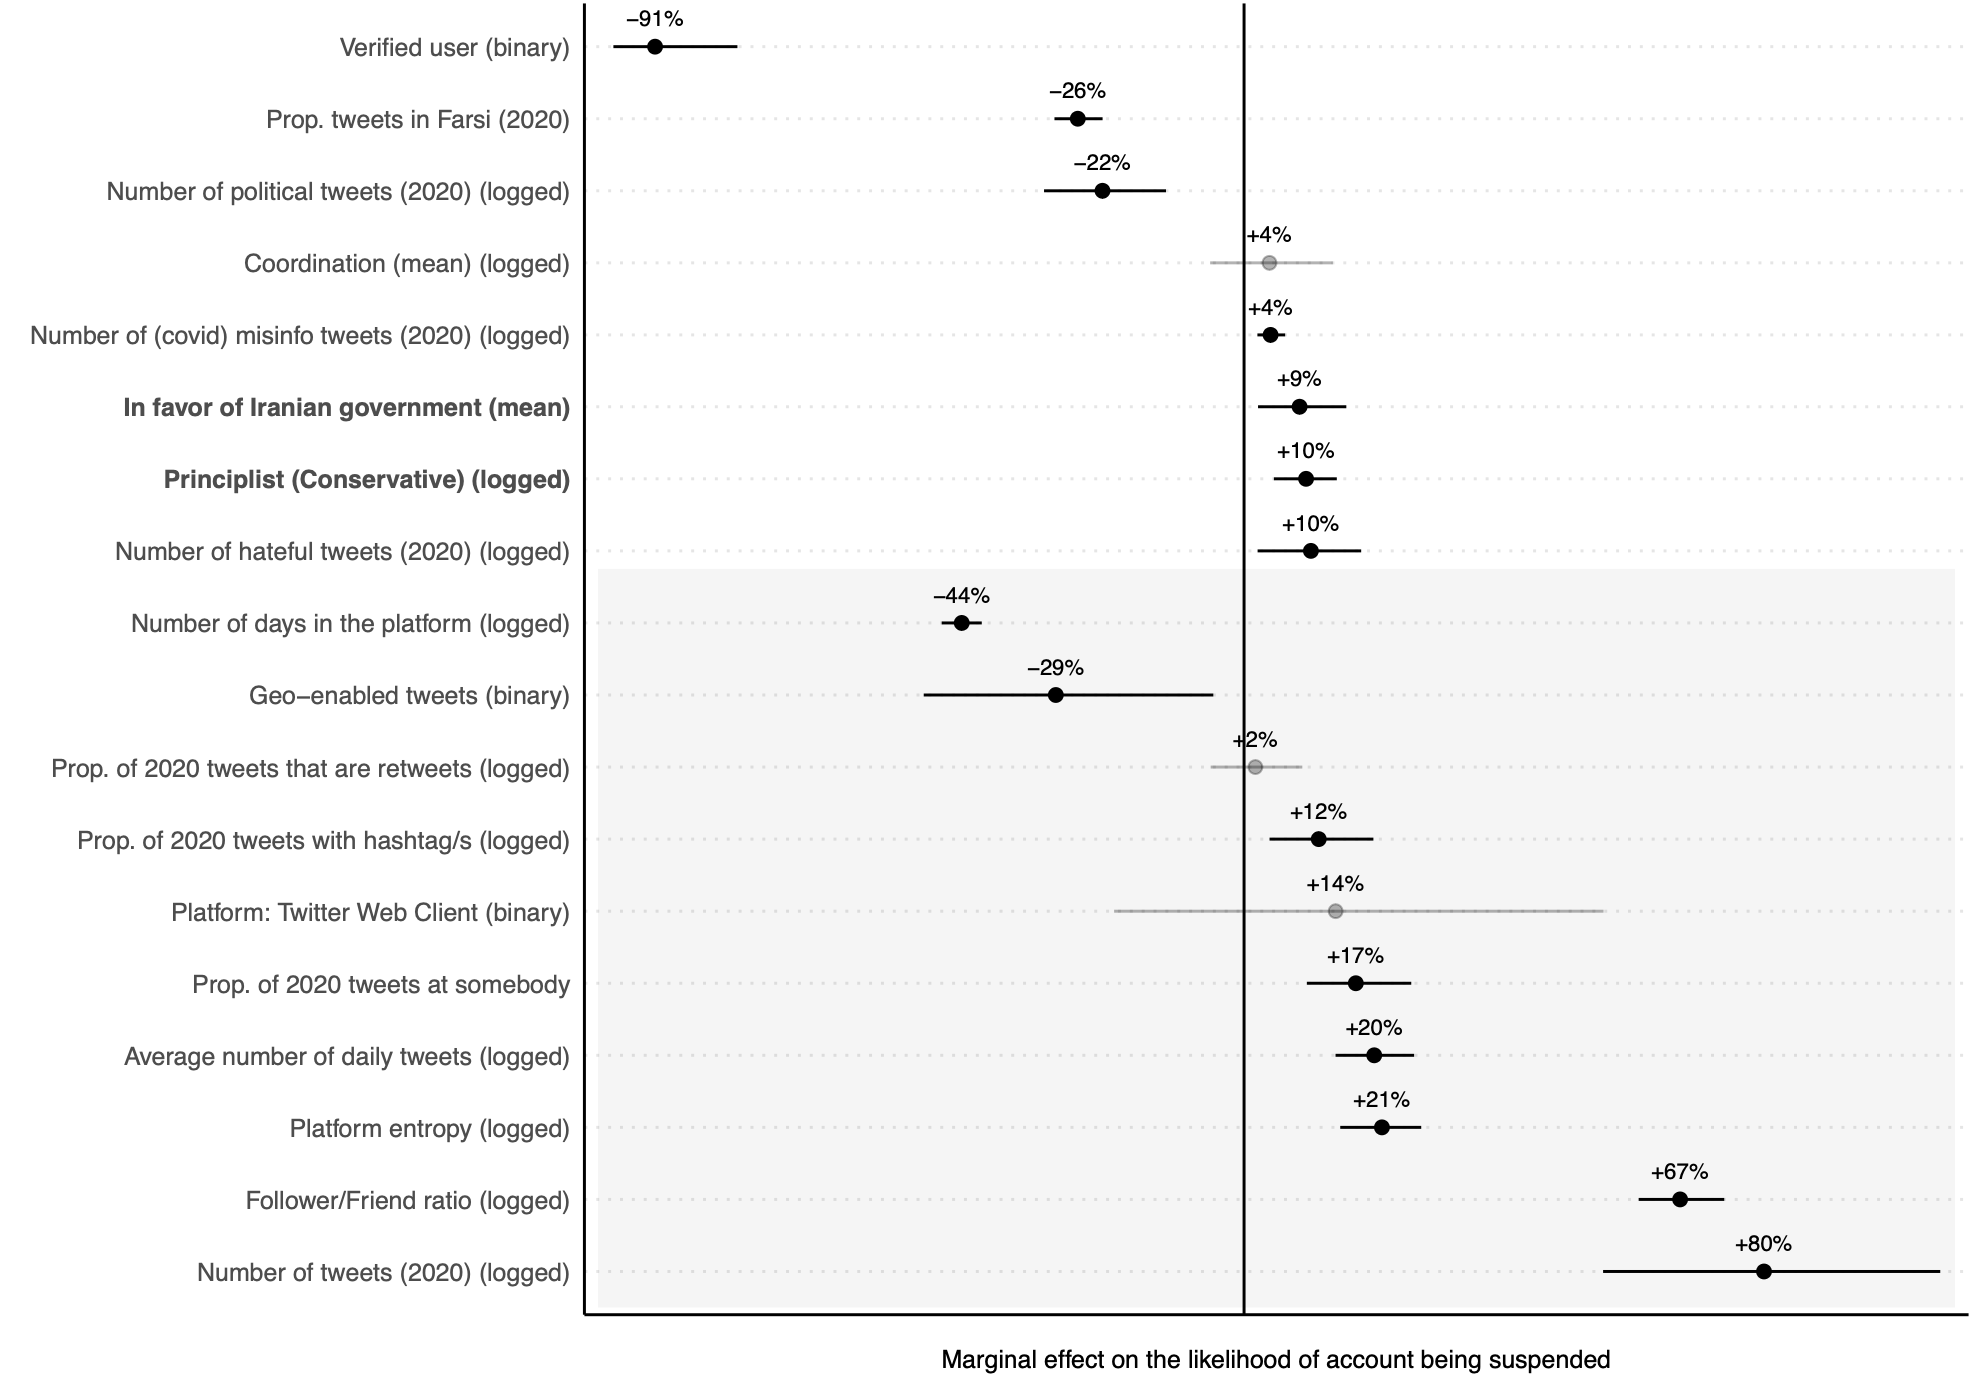 −91%
Verified user (binary)
−26%
Prop. tweets in Farsi (2020)
−22%
Number of political tweets (2020) (logged)
+4%
Coordination (mean) (logged)
+4%
Number of (covid) misinfo tweets (2020) (logged)
+9%
In favor of Iranian government (mean)
+10%
Principlist (Conservative) (logged)
+10%
Number of hateful tweets (2020) (logged)
−44%
Number of days in the platform (logged)
−29%
Geo−enabled tweets (binary)
+2%
Prop. of 2020 tweets that are retweets (logged)
+12%
Prop. of 2020 tweets with hashtag/s (logged)
+14%
Platform: Twitter Web Client (binary)
+17%
Prop. of 2020 tweets at somebody
+20%
Average number of daily tweets (logged)
+21%
Platform entropy (logged)
+67%
Follower/Friend ratio (logged)
+80%
Number of tweets (2020) (logged)
Marginal effect on the likelihood of account being suspended